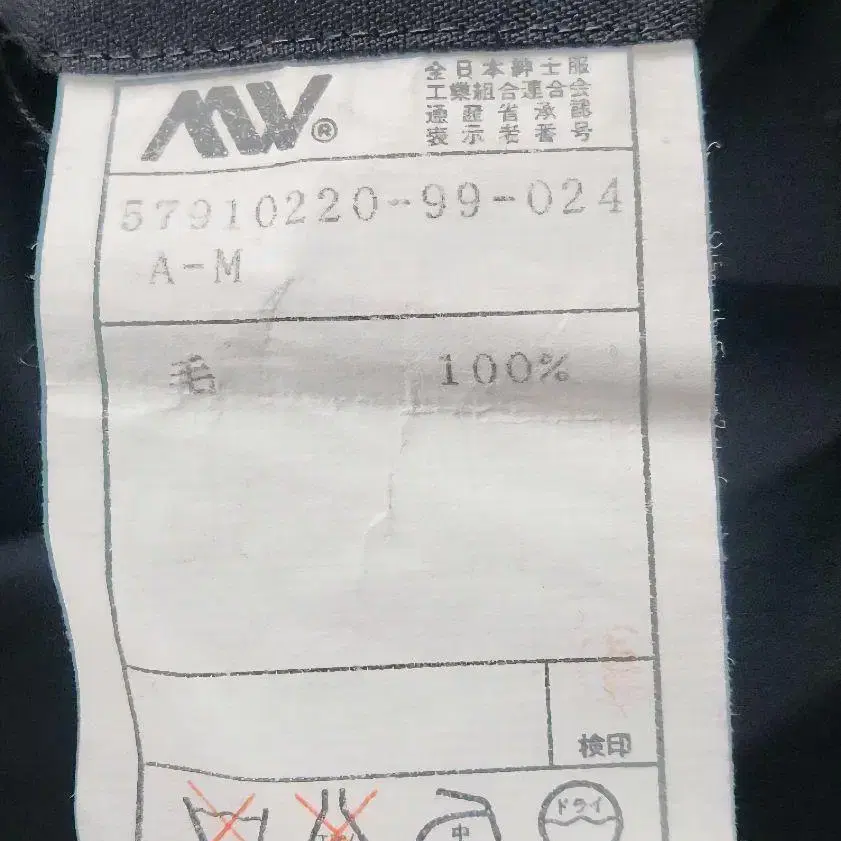 MW®
全日本紳士服
工業組合連合会
通産省承認
表示者番号
57910220-99-024
A-M
毛 100%
検印
中
ドライ